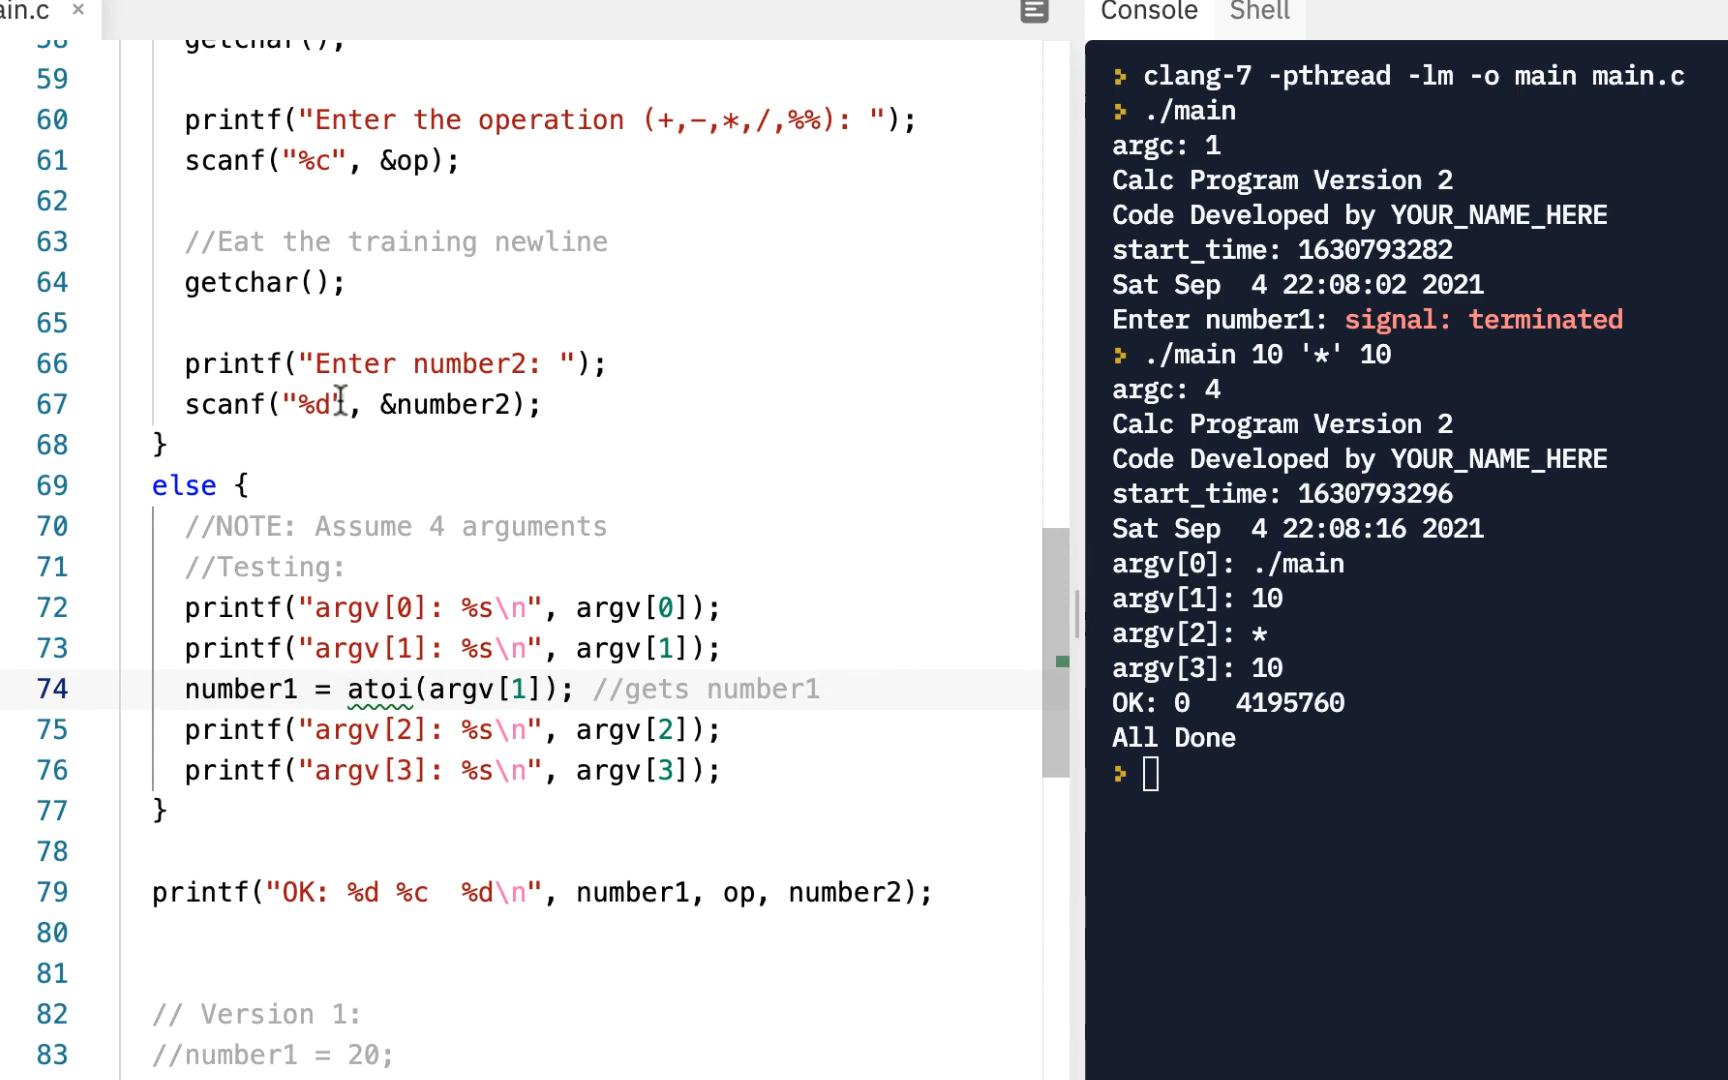 ain.c ×
58 getchar();
59
60 printf("Enter the operation (+,-,*,/,%%): ");
61 scanf("%c", &op);
62
63 //Eat the training newline
64 getchar();
65
66 printf("Enter number2: ");
67 scanf("%d", &number2);
68 }
69 else {
70 //NOTE: Assume 4 arguments
71 //Testing:
72 printf("argv[0]: %s\n", argv[0]);
73 printf("argv[1]: %s\n", argv[1]);
74 number1 = atoi(argv[1]); //gets number1
75 printf("argv[2]: %s\n", argv[2]);
76 printf("argv[3]: %s\n", argv[3]);
77 }
78
79 printf("OK: %d %c  %d\n", number1, op, number2);
80
81
82 // Version 1:
83 //number1 = 20;
Console Shell
clang-7 -pthread -lm -o main main.c
./main
argc: 1
Calc Program Version 2
Code Developed by YOUR_NAME_HERE
start_time: 1630793282
Sat Sep  4 22:08:02 2021
Enter number1: signal: terminated
./main 10 '*' 10
argc: 4
Calc Program Version 2
Code Developed by YOUR_NAME_HERE
start_time: 1630793296
Sat Sep  4 22:08:16 2021
argv[0]: ./main
argv[1]: 10
argv[2]: *
argv[3]: 10
OK: 0   4195760
All Done